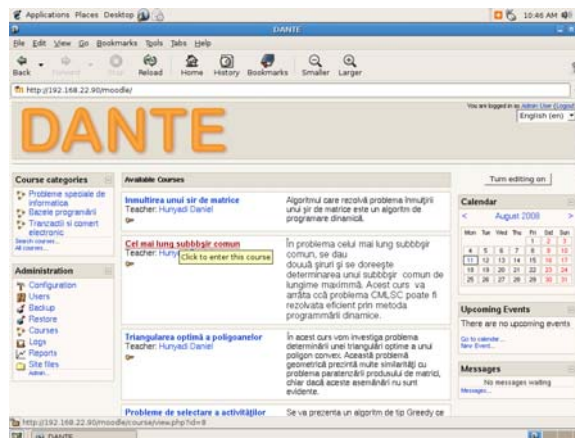 Applications Places Desktop
10:46 AM
DANTE
File Edit View Go Bookmarks Tools Tabs Help
Back Forward Stop Reload Home History Bookmarks Smaller Larger
http://192.168.22.90/moodle/
You are logged in as Admin User (Logout)
English (en)
DANTE
Course categories
Probleme speciale de
informatica
Bazele programării
Tranzactii si comert
electronic
Search courses...
All courses...
Administration
Configuration
Users
Backup
Restore
Courses
Logs
Reports
Site files
Admin...
Available Courses
Inmultirea unui sir de matrice
Teacher: Hunyadi Daniel
Algoritmul care rezolvă problema înmulţirii
unui şir de matrice este un algoritm de
programare dinamică.
Cel mai lung subbbşir comun
Teacher: Huny
Click to enter this course
În problema celui mai lung subbbşir
comun, se dau
douuă şiruri şi se doreeşte
determinarea unui subbbşir comun de
lungime maximmă. Acest curs va
arrăta ccă problema CMLSC poate fi
rezolvata eficient prin metoda
programmării dinamice.
Triangularea optimă a poligoanelor
Teacher: Hunyadi Daniel
În acest curs vom investiga problema
determinării unei triangulări optime a unui
poligon convex. Această problemă
geometrică prezintă multe similarităţi cu
problema parantezării produsului de matrici,
chiar dacă aceste asemănări nu sunt
evidente.
Probleme de selectare a activităţilor
Se va prezenta un algoritm de tip Greedy ce
Turn editing on
Calendar
< August 2008 >
Mon Tue Wed Thu Fri Sat Sun
1 2 3
4 5 6 7 8 9 10
11 12 13 14 15 16 17
18 19 20 21 22 23 24
25 26 27 28 29 30 31
Upcoming Events
There are no upcoming events
Go to calendar...
New Event...
Messages
No messages waiting
Messages...
http://192.168.22.90/moodle/course/view.php?id=8
DANTE